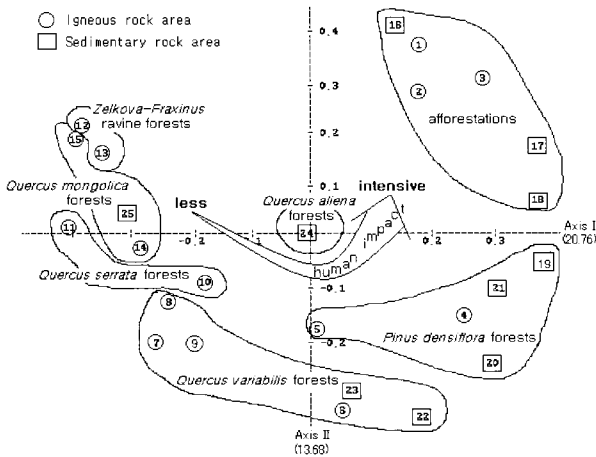 Igneous rock area
Sedimentary rock area
0.4
16
1
3
0.3
2
Zelkova-Fraxinus
ravine forests
12
15
13
0.2
afforestations
17
Quercus mongolica
forests
25
less
0.1
Quercus aliena
forests
24
intensive
18
Axis I
(20.76)
11
14
-0.2
.1
human impact
0.2
0.3
19
Quercus serrata forests
10
-0.1
21
8
5
4
7
9
-0.2
Pinus densiflora forests
20
Quercus variabilis forests
23
6
22
Axis II
(13.68)